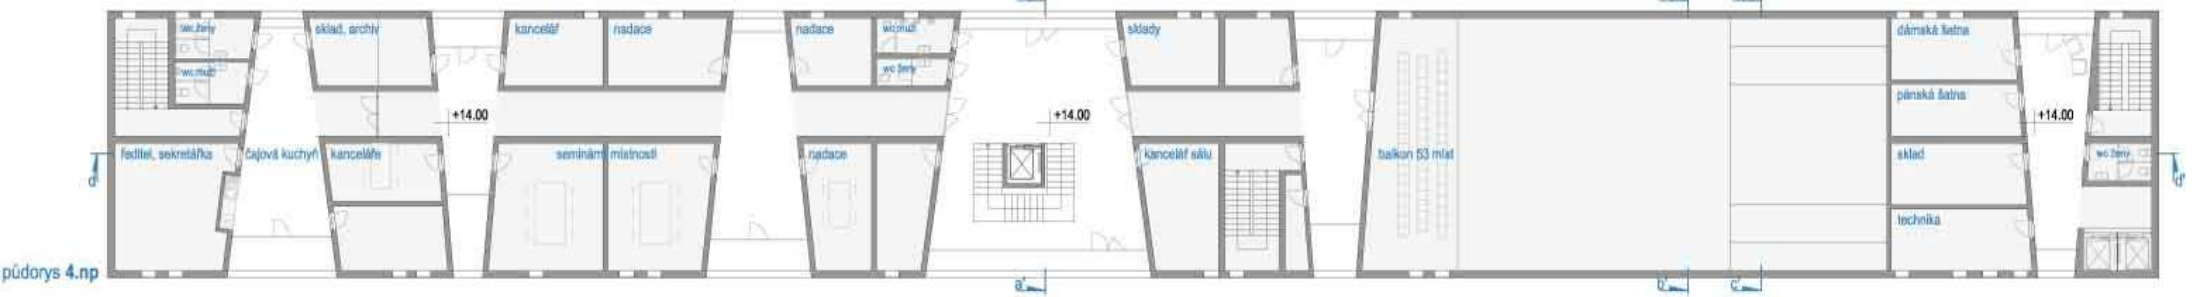 wc ženy
sklad, archiv
kancelář
nadace
nadace
wc muži
sklady
dámská šatna
wc muži
wc ženy
pánská šatna
+14.00
+14.00
+14.00
ředitel, sekretářka
čajová kuchyň
kanceláře
seminární místnosti
nadace
kancelář sálu
balkon 53 míst
sklad
wc ženy
d
d'
technika
půdorys 4.np
a'
b'
c'